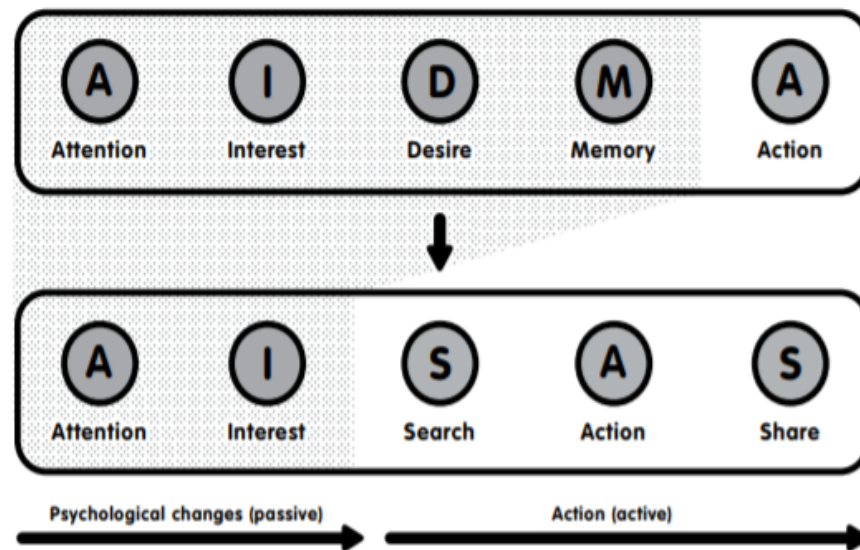 A I D M A
Attention Interest Desire Memory Action
A I S A S
Attention Interest Search Action Share
Psychological changes (passive) Action (active)